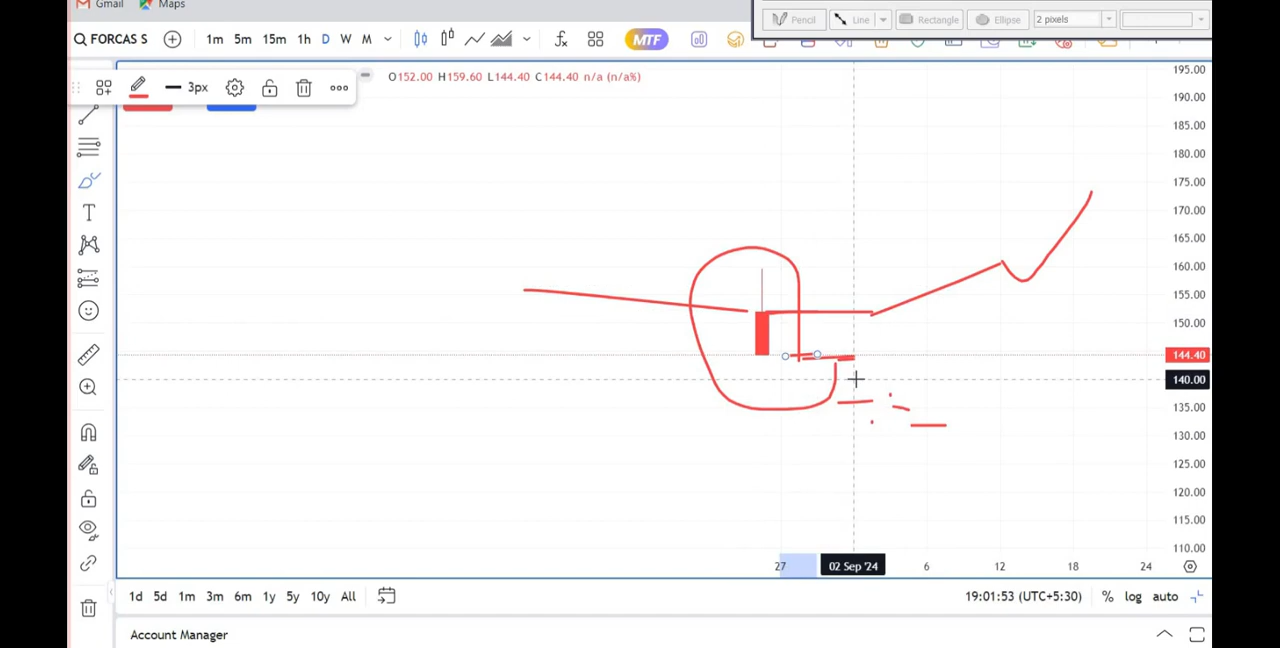 Gmail Maps
Pencil Line Rectangle Ellipse 2 pixels
FORCAS S 1m 5m 15m 1h D W M MTF
3px
O152.00 H159.60 L144.40 C144.40 n/a (n/a%)
195.00
190.00
185.00
180.00
175.00
170.00
165.00
160.00
155.00
150.00
144.40
140.00
135.00
130.00
125.00
120.00
115.00
110.00
27 02 Sep '24 6 12 18 24
1d 5d 1m 3m 6m 1y 5y 10y All 19:01:53 (UTC+5:30) % log auto
Account Manager